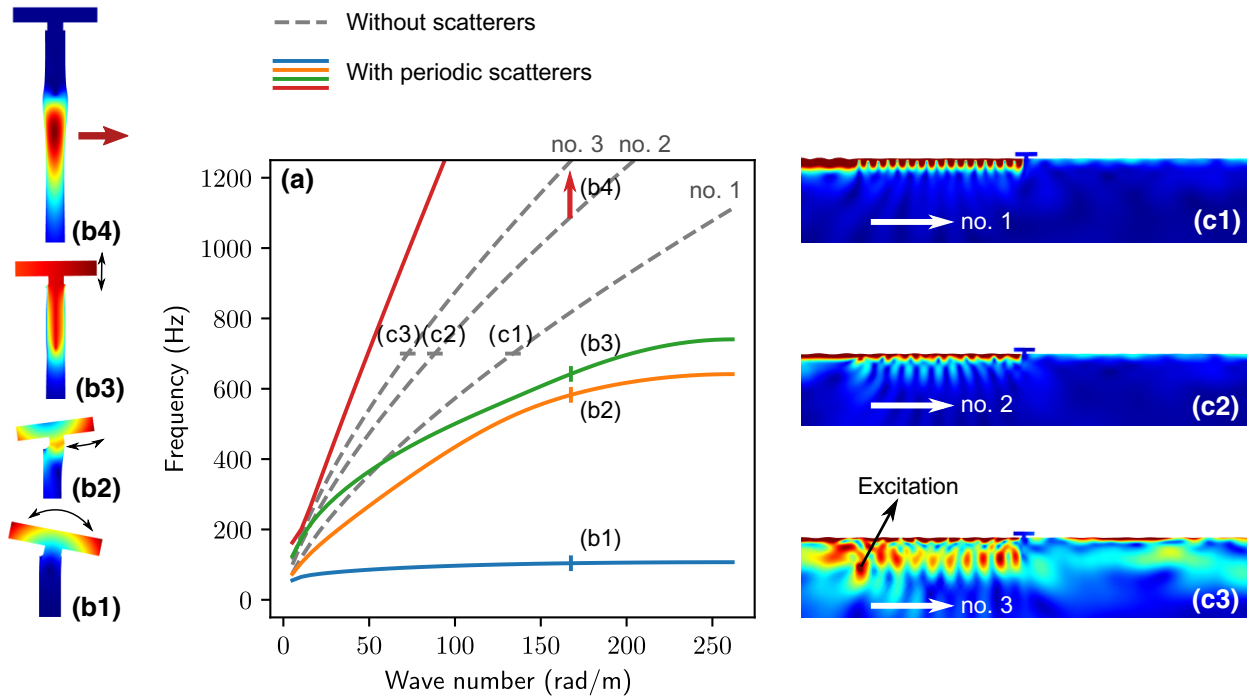 Without scatterers
With periodic scatterers
(b4)
(b3)
(b2)
(b1)
(a)
no. 3
no. 2
no. 1
(b4)
(c3)
(c2)
(c1)
(b3)
(b2)
(b1)
1200
1000
800
600
400
200
0
Frequency (Hz)
0
50
100
150
200
250
Wave number (rad/m)
no. 1
(c1)
no. 2
(c2)
Excitation
no. 3
(c3)